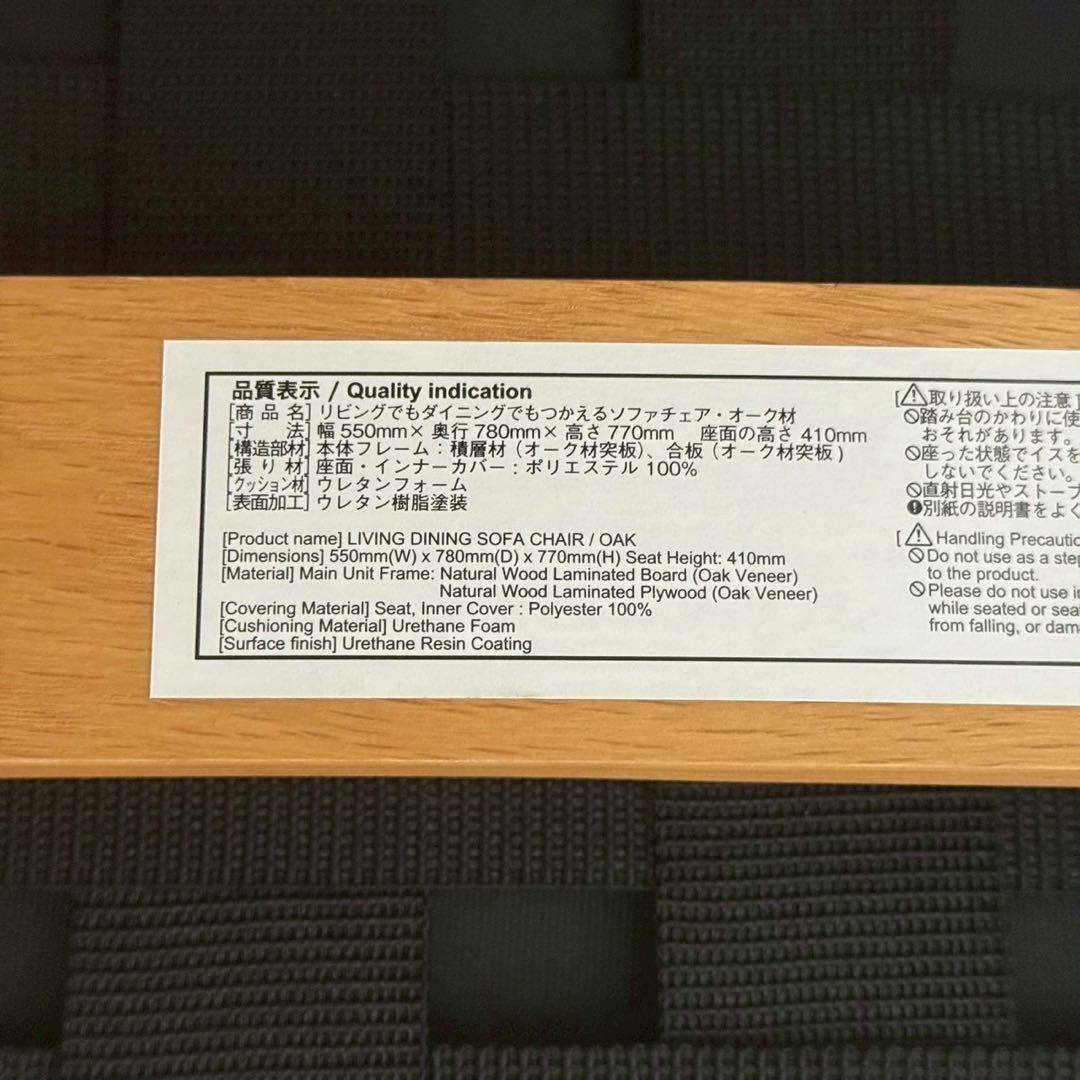 品質表示 / Quality indication
[商 品 名] リビングでもダイニングでもつかえるソファチェア・オーク材
[寸 法] 幅 550mm× 奥行 780mm× 高さ 770mm 座面の高さ 410mm
[構造部材] 本体フレーム：積層材（オーク材突板）、合板（オーク材突板）
[張 り 材] 座面・インナーカバー：ポリエステル 100%
[クッション材] ウレタンフォーム
[表面加工] ウレタン樹脂塗装
[Product name] LIVING DINING SOFA CHAIR / OAK
[Dimensions] 550mm(W) x 780mm(D) x 770mm(H) Seat Height: 410mm
[Material] Main Unit Frame: Natural Wood Laminated Board (Oak Veneer)
Natural Wood Laminated Plywood (Oak Veneer)
[Covering Material] Seat, Inner Cover : Polyester 100%
[Cushioning Material] Urethane Foam
[Surface finish] Urethane Resin Coating
[⚠取り扱い上の注意]
踏み台のかわりに使
おそれがあります。
座った状態でイスを
しないでください。
直射日光やストーブ
別紙の説明書をよく
[⚠Handling Precautio
Do not use as a step
to the product.
Please do not use in
while seated or seat
from falling, or dama